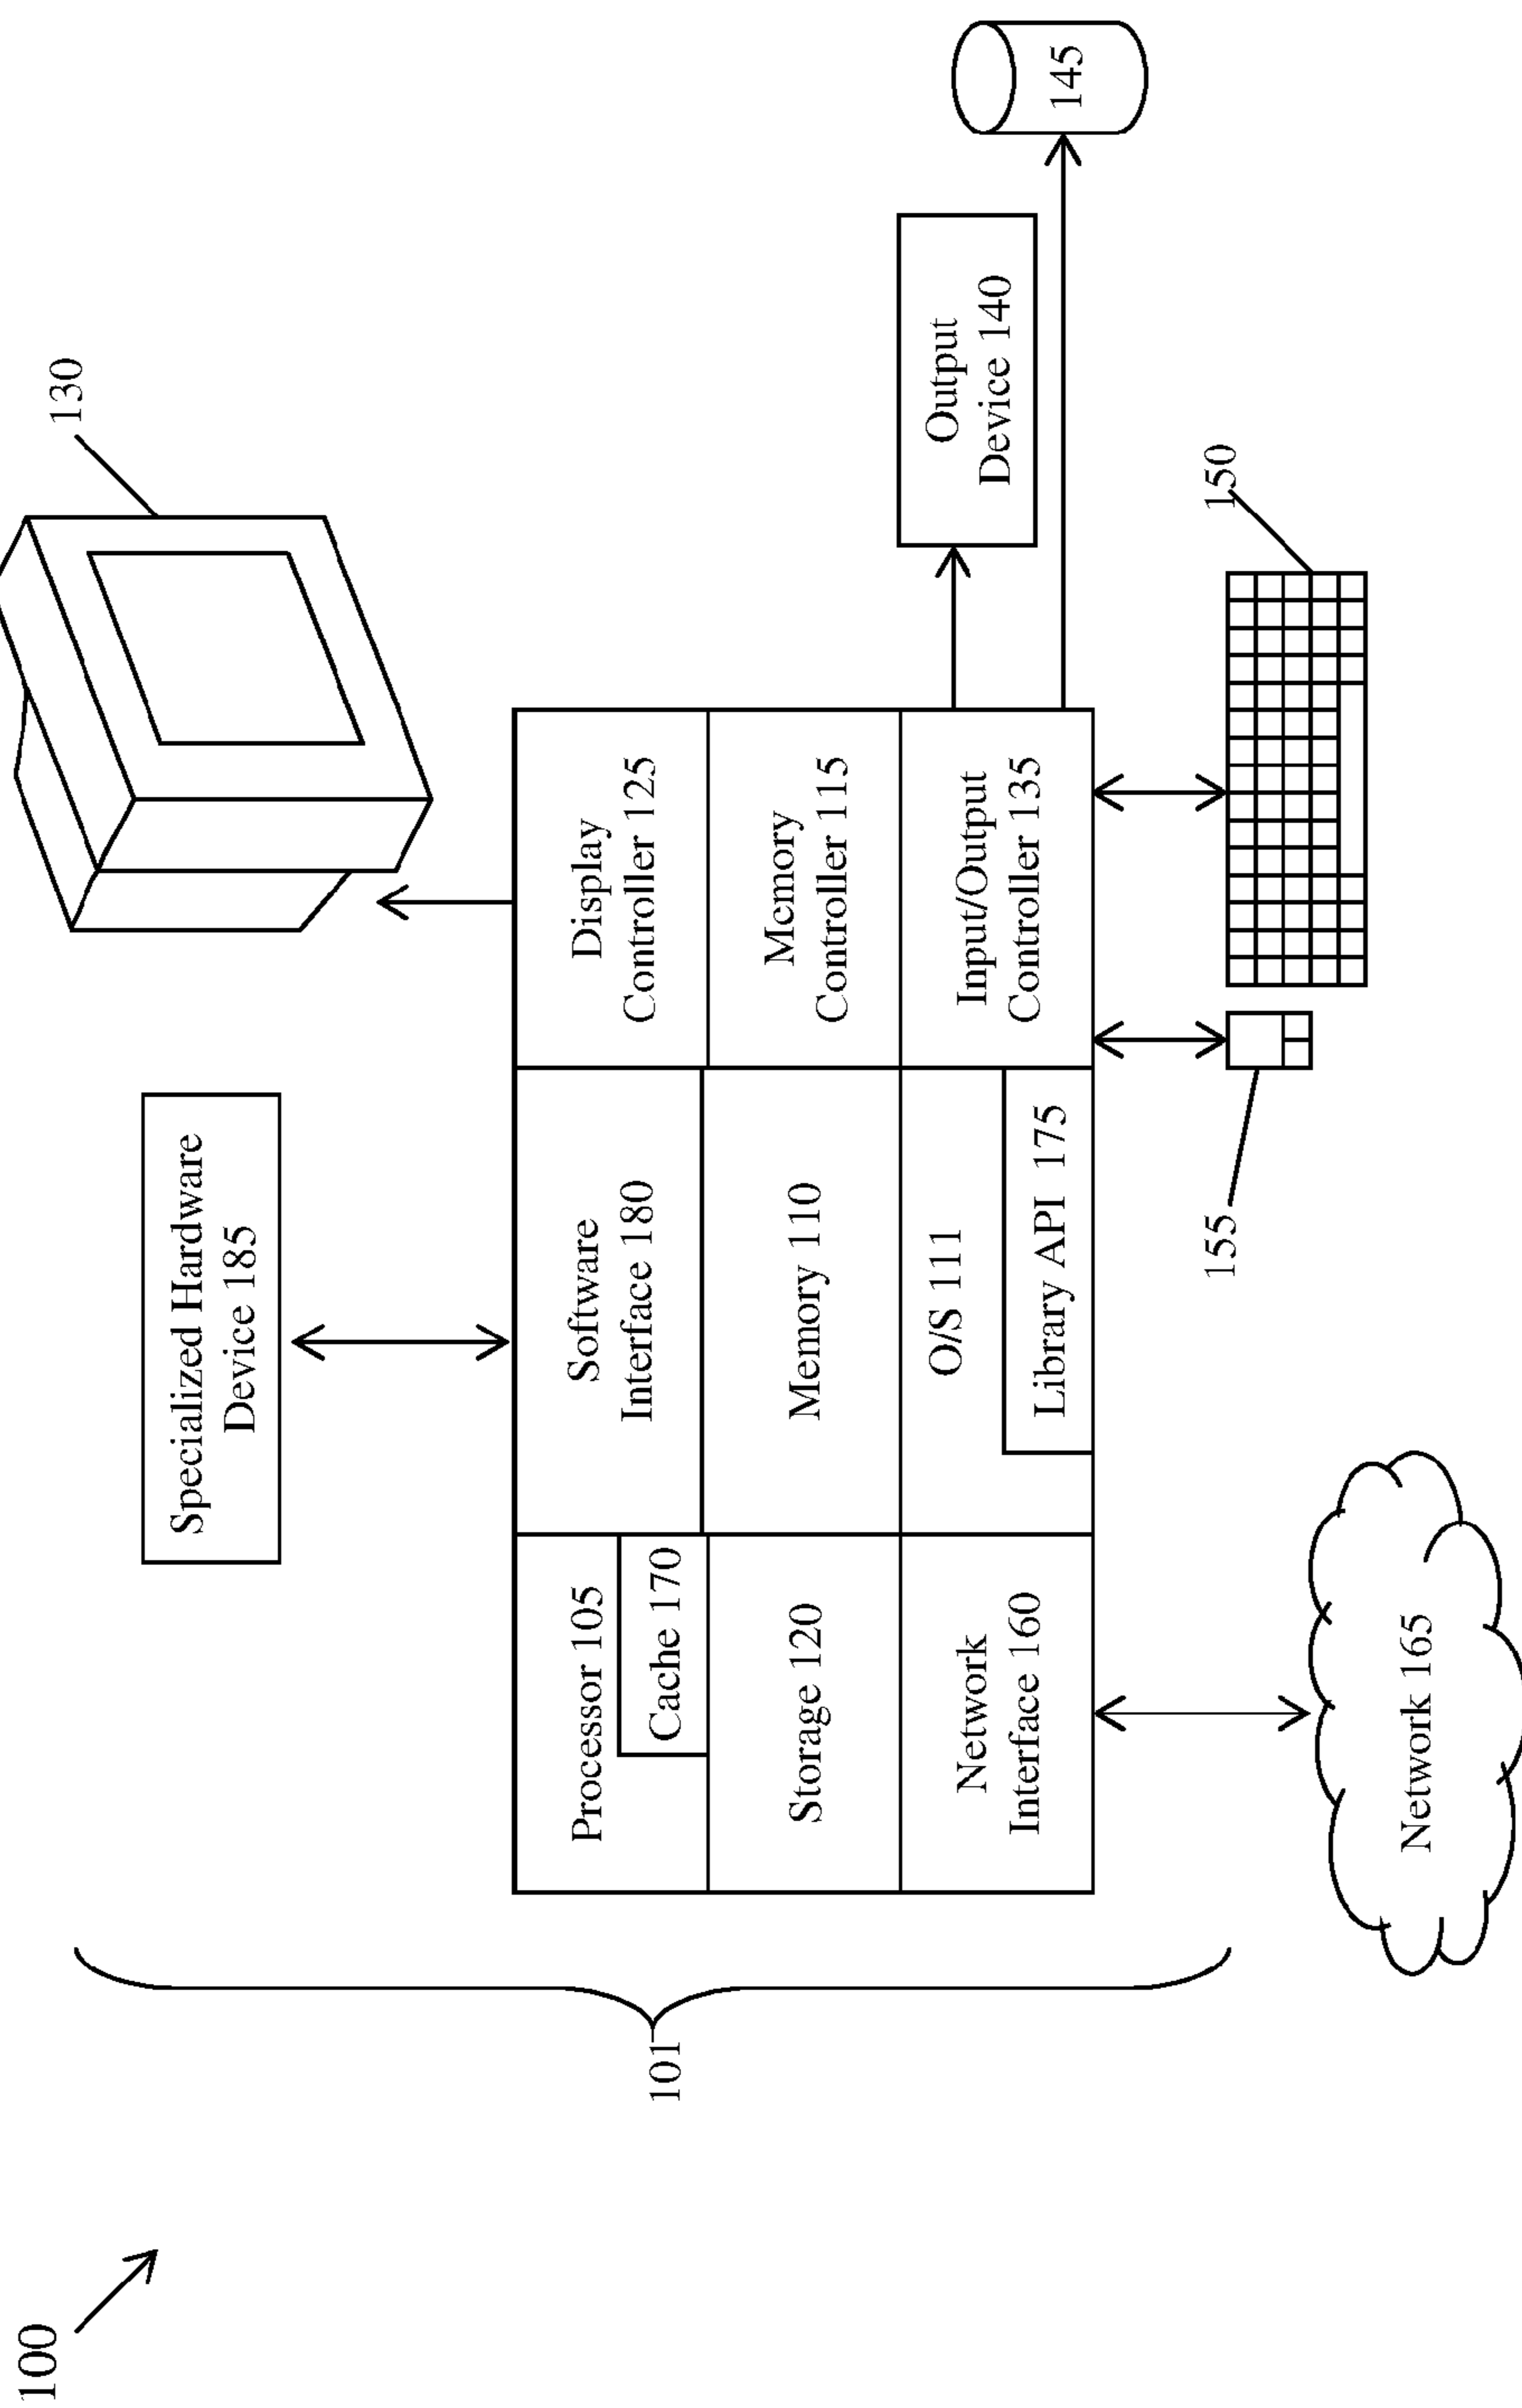 100
101
130
Specialized Hardware
Device 185
Processor 105
Cache 170
Software
Interface 180
Display
Controller 125
Storage 120
Memory 110
Memory
Controller 115
Network
Interface 160
O/S 111
Library API 175
Input/Output
Controller 135
Output
Device 140
145
155
150
Network 165